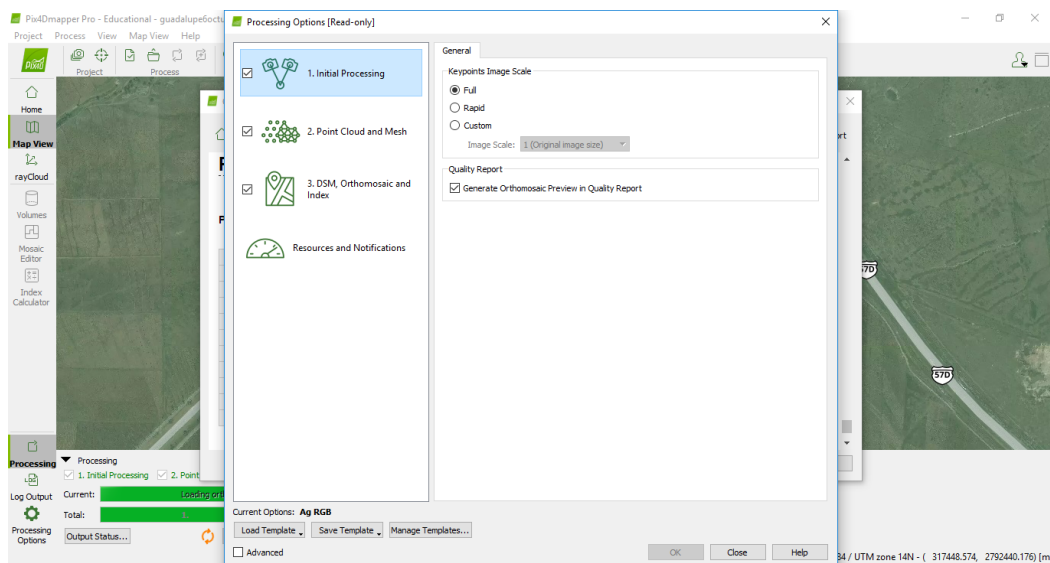 Pix4Dmapper Pro - Educational - guadalupe6octu
Project Process View Map View Help
Project
Process
Pix4D
Home
Map View
rayCloud
Volumes
Mosaic
Editor
Index
Calculator
Processing
Log Output
Processing
Options
Processing
1. Initial Processing 2. Point
Current: Loading ort
Total: 1.
Output Status...
Processing Options [Read-only]
1. Initial Processing
2. Point Cloud and Mesh
3. DSM, Orthomosaic and
Index
Resources and Notifications
General
Keypoints Image Scale
Full
Rapid
Custom
Image Scale: 1 (Original image size)
Quality Report
Generate Orthomosaic Preview in Quality Report
Current Options: Ag RGB
Load Template Save Template Manage Templates...
Advanced
OK Close Help
57D
57D
84 / UTM zone 14N - ( 317448.574, 2792440.176) [m